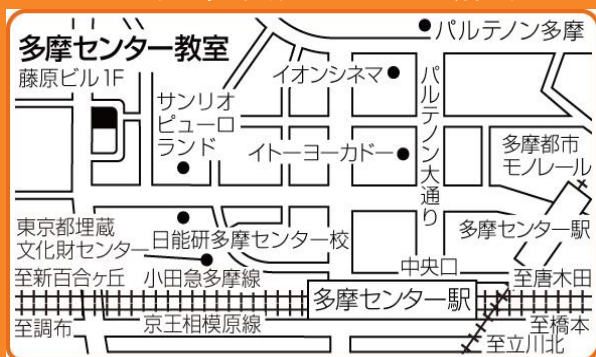 多摩センター教室
藤原ビル1F
パルテノン多摩
イオンシネマ
サンリオ
ピューロ
ランド
イトーヨーカドー
パルテノン大通り
多摩都市
モノレール
多摩センター駅
東京都埋蔵
文化財センター
日能研多摩センター校
中央口
至新百合ヶ丘
小田急多摩線
多摩センター駅
至唐木田
至調布
京王相模原線
至橋本
至立川北